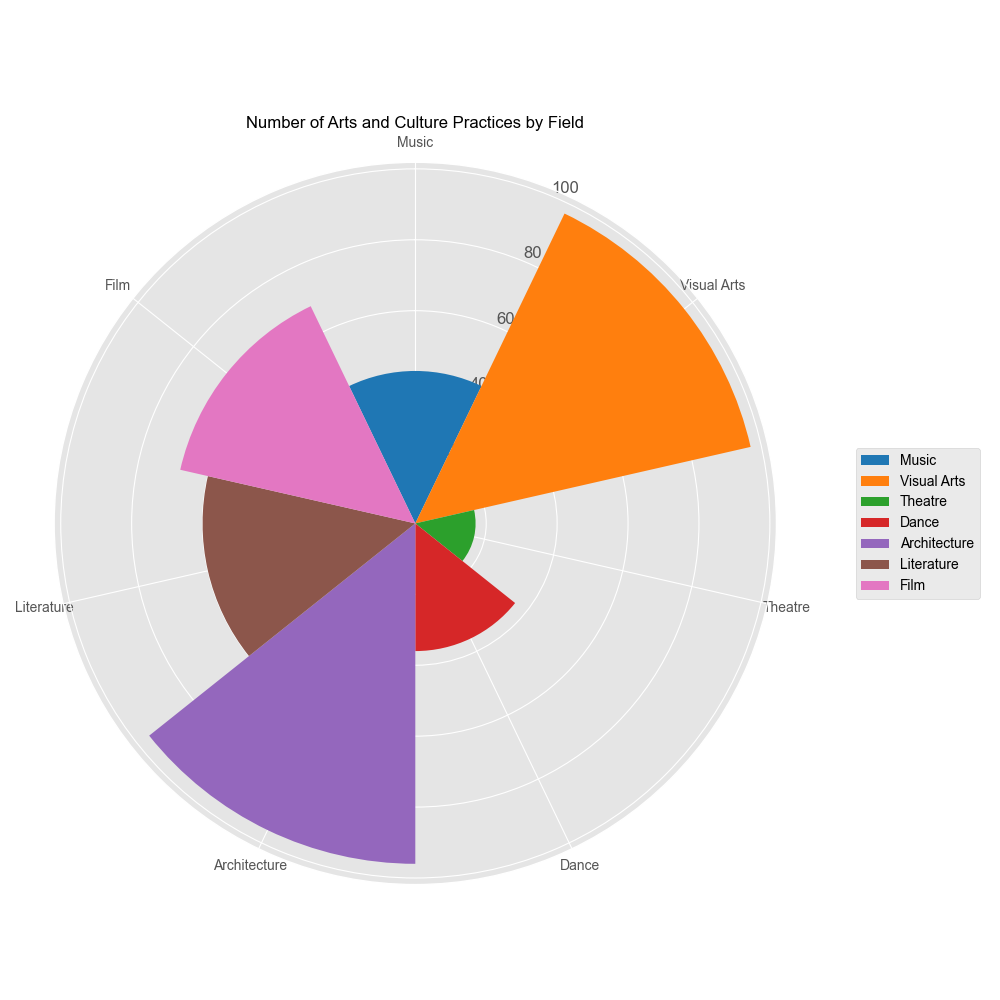 Number of Arts and Culture Practices by Field
Music
100
80
Film
Visual Arts
60
40
Music
Visual Arts
Theatre
Dance
Architecture
Literature
Film
Literature
Theatre
Architecture
Dance